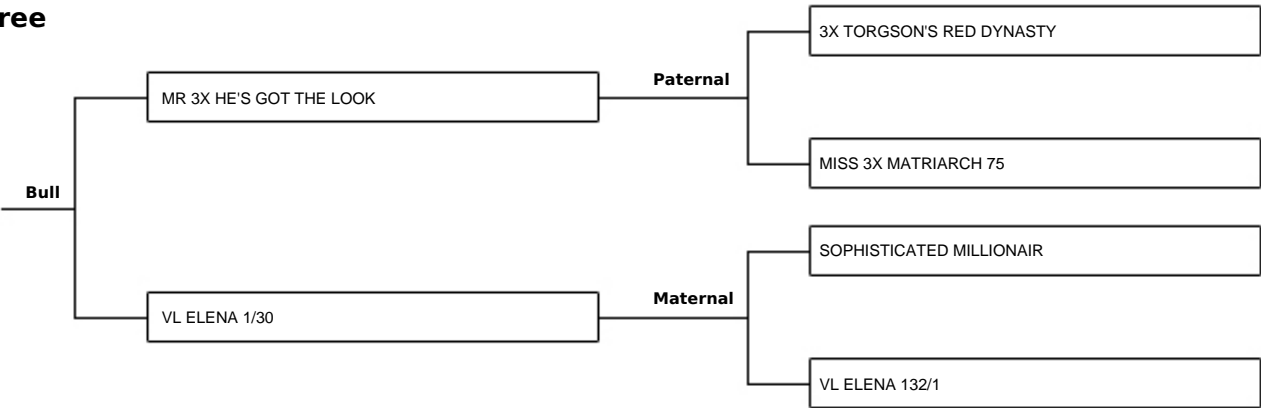 ree
3X TORGSON'S RED DYNASTY
Paternal
MR 3X HE'S GOT THE LOOK
MISS 3X MATRIARCH 75
Bull
SOPHISTICATED MILLIONAIR
Maternal
VL ELENA 1/30
VL ELENA 132/1